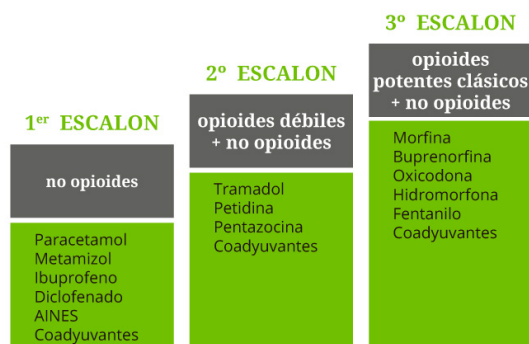 1er ESCALON
no opioides
Paracetamol
Metamizol
Ibuprofeno
Diclofenado
AINES
Coadyuvantes
2º ESCALON
opioides débiles
+ no opioides
Tramadol
Petidina
Pentazocina
Coadyuvantes
3º ESCALON
opioides
potentes clásicos
+ no opioides
Morfina
Buprenorfina
Oxicodona
Hidromorfona
Fentanilo
Coadyuvantes